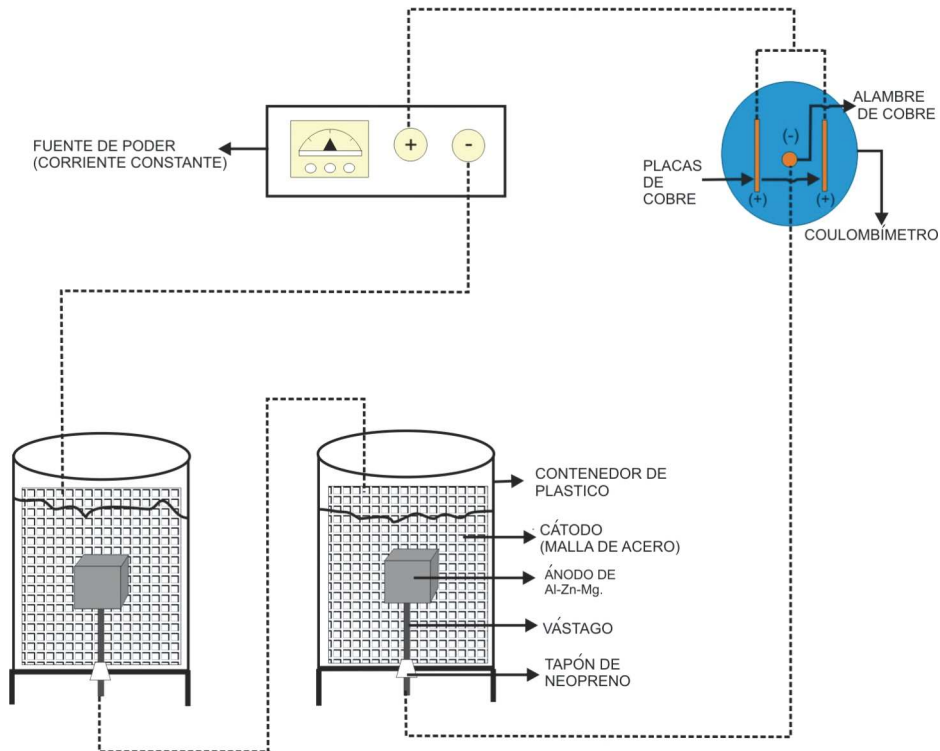 FUENTE DE PODER
(CORRIENTE CONSTANTE)
+
-
ALAMBRE
DE COBRE
(-)
PLACAS
DE
COBRE
(+)
(+)
COULOMBÍMETRO
CONTENEDOR DE
PLASTICO
CÁTODO
(MALLA DE ACERO)
ÁNODO DE
Al-Zn-Mg.
VÁSTAGO
TAPÓN DE
NEOPRENO